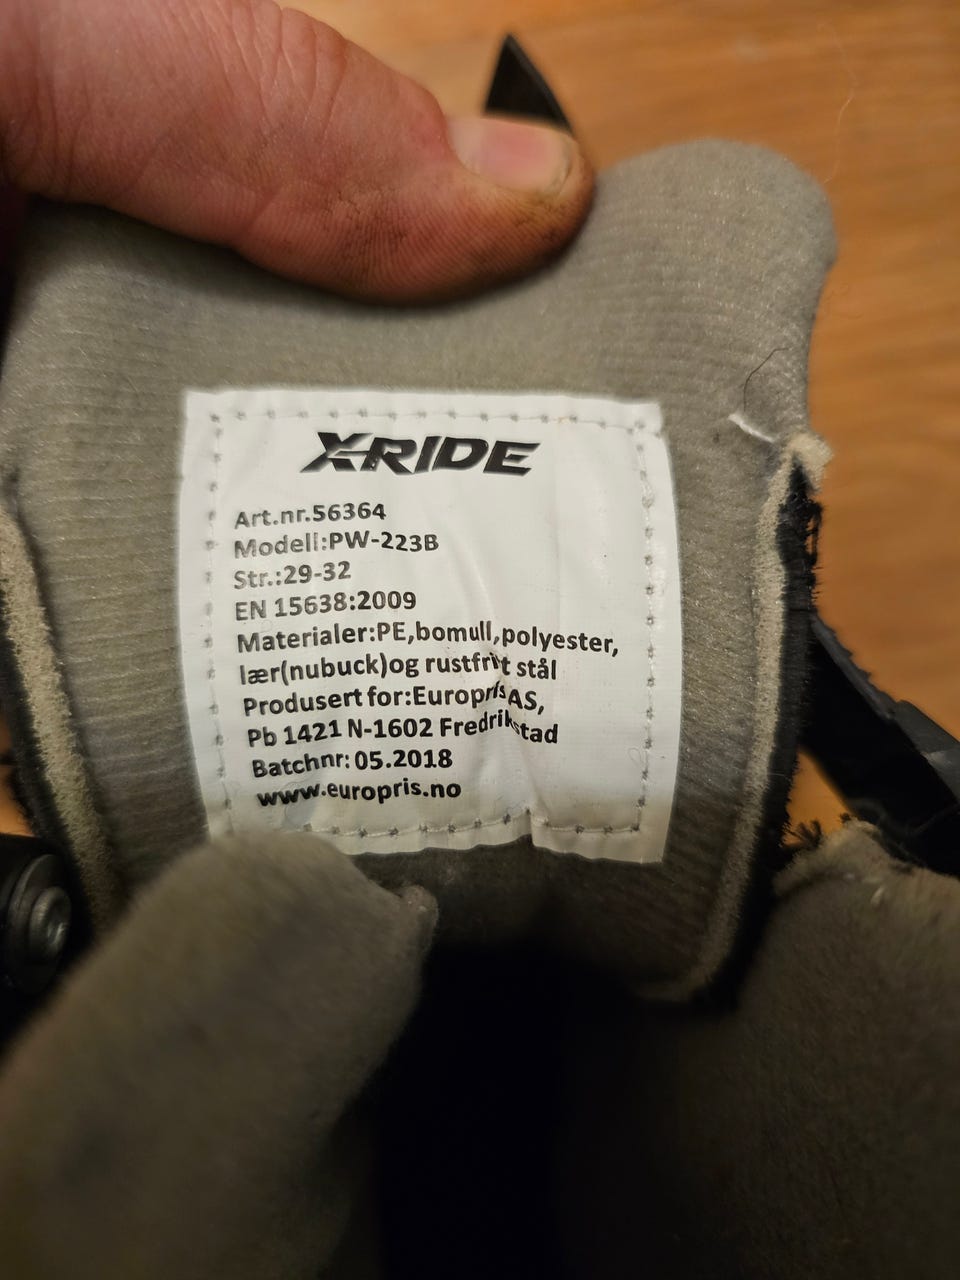 X-RIDE
Art.nr.56364
Modell:PW-223B
Str.:29-32
EN 15638:2009
Materialer:PE,bomull,polyester,
lær(nubuck)og rustfritt stål
Produsert for:Europris AS,
Pb 1421 N-1602 Fredrikstad
Batchnr: 05.2018
www.europris.no